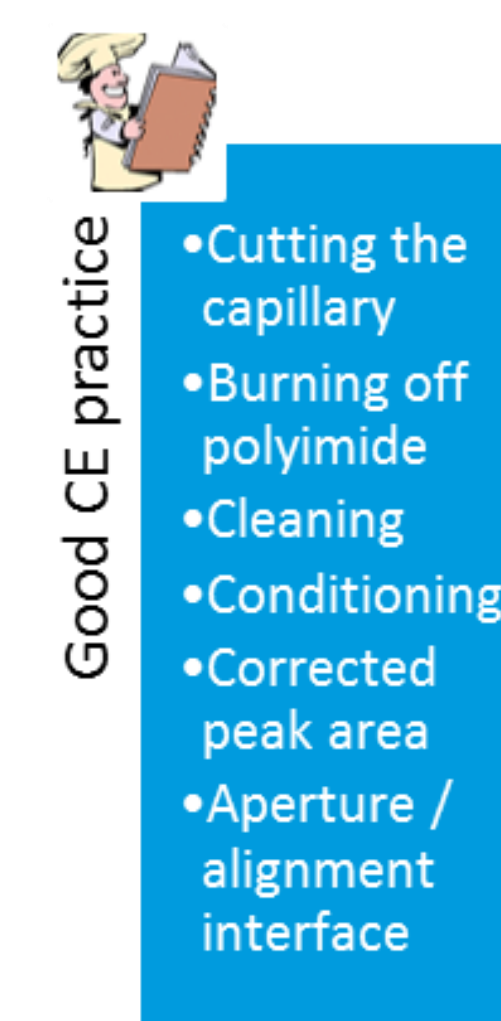 Good CE practice
•Cutting the
capillary
•Burning off
polyimide
•Cleaning
•Conditioning
•Corrected
peak area
•Aperture /
alignment
interface